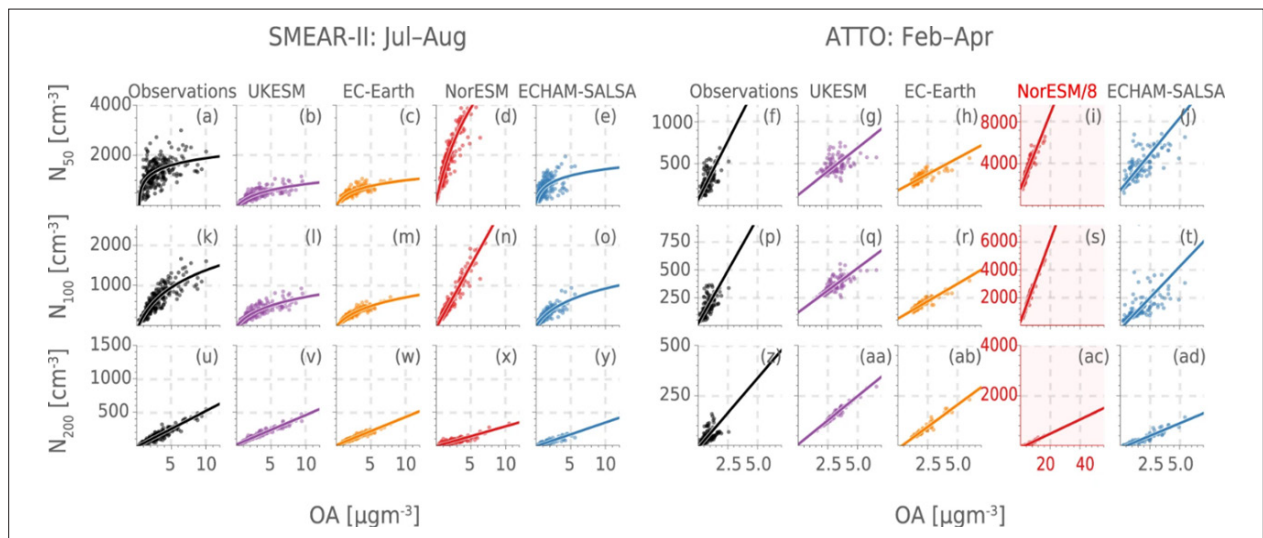 SMEAR-II: Jul–Aug ATTO: Feb–Apr
Observations UKESM EC-Earth NorESM ECHAM-SALSA Observations UKESM EC-Earth NorESM/8 ECHAM-SALSA
N50 [cm-3] 4000 2000 (a) (b) (c) (d) (e) 1000 500 (f) (g) (h) 8000 4000 (i) (j)
N100 [cm-3] 2000 1000 (k) (l) (m) (n) (o) 750 500 250 (p) (q) (r) 6000 4000 2000 (s) (t)
N200 [cm-3] 1500 1000 500 (u) (v) (w) (x) (y) 500 250 (z) (aa) (ab) 4000 2000 (ac) (ad)
5 10 5 10 5 10 5 10 5 10 2.5 5.0 2.5 5.0 2.5 5.0 20 40 2.5 5.0
OA [µgm-3] OA [µgm-3]